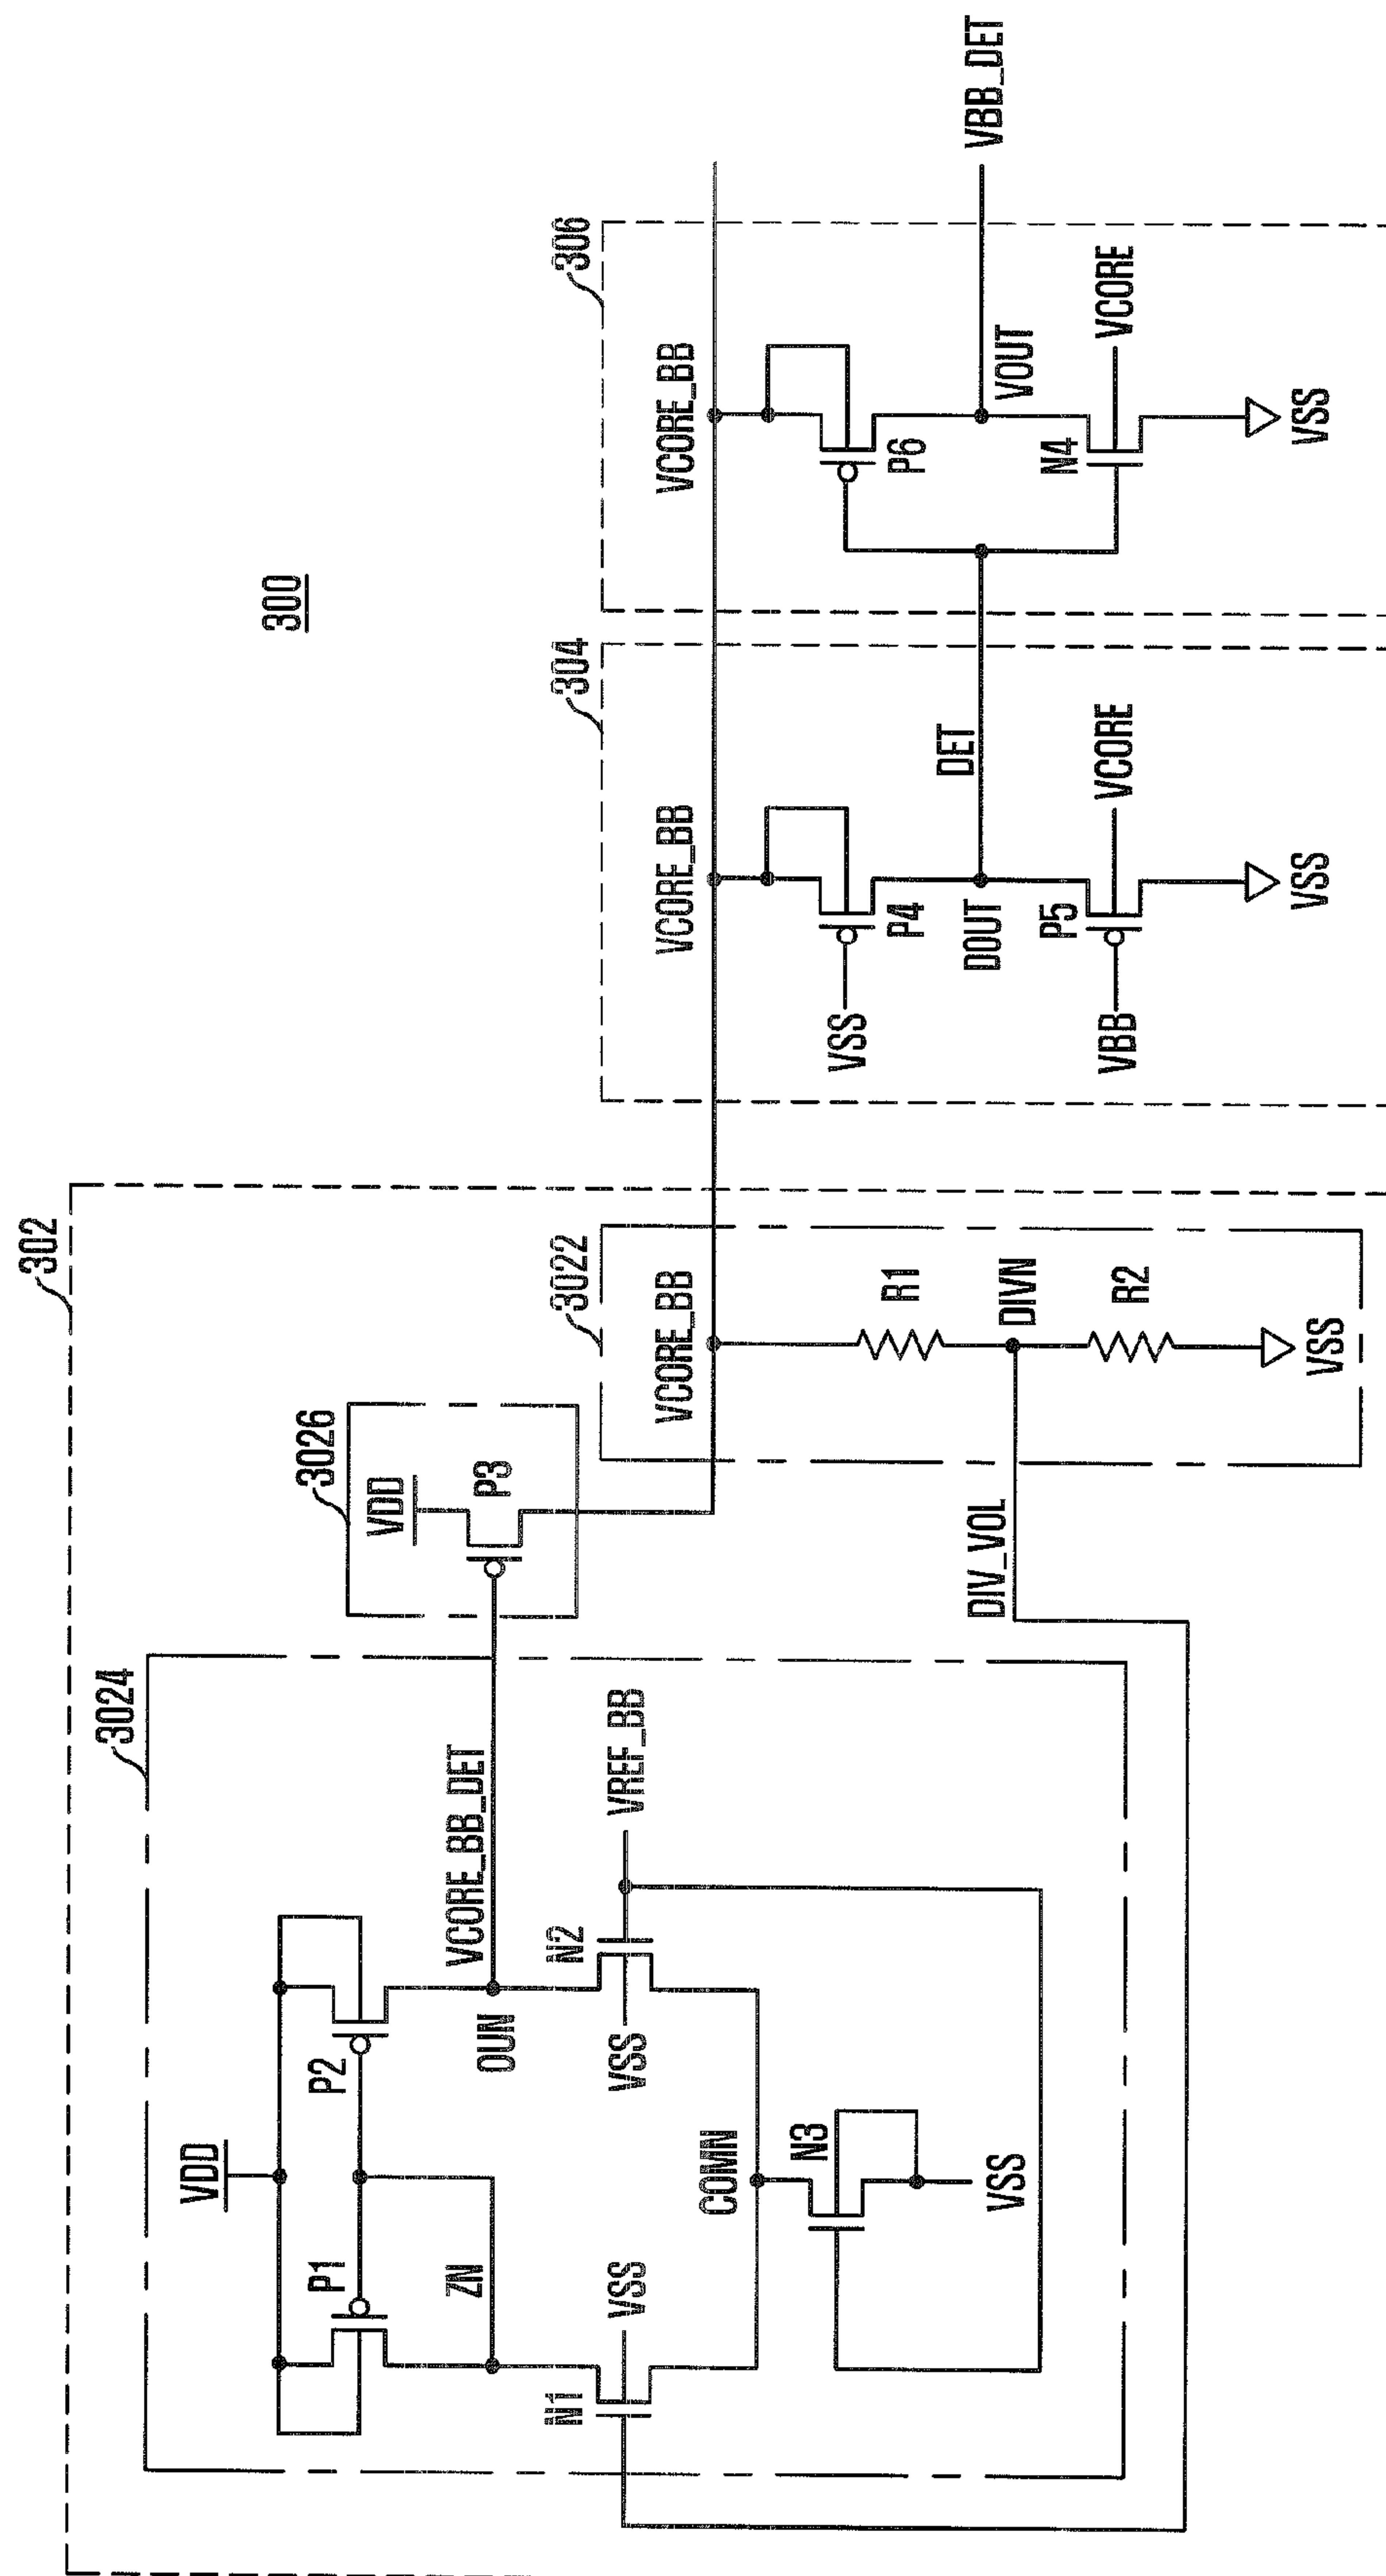 300
302
3024
VDD
P1
P2
ZN
VCORE_BB_DET
OUN
N1
VSS
VSS
N2
VREF_BB
COMN
N3
VSS
3026
VDD
P3
3022
VCORE_BB
R1
DIVN
DIV_VOL
R2
VSS
304
VCORE_BB
VSS
P4
DOUT
DET
VBB
P5
VCORE
VSS
306
VCORE_BB
P6
VOUT
VBB_DET
N4
VCORE
VSS